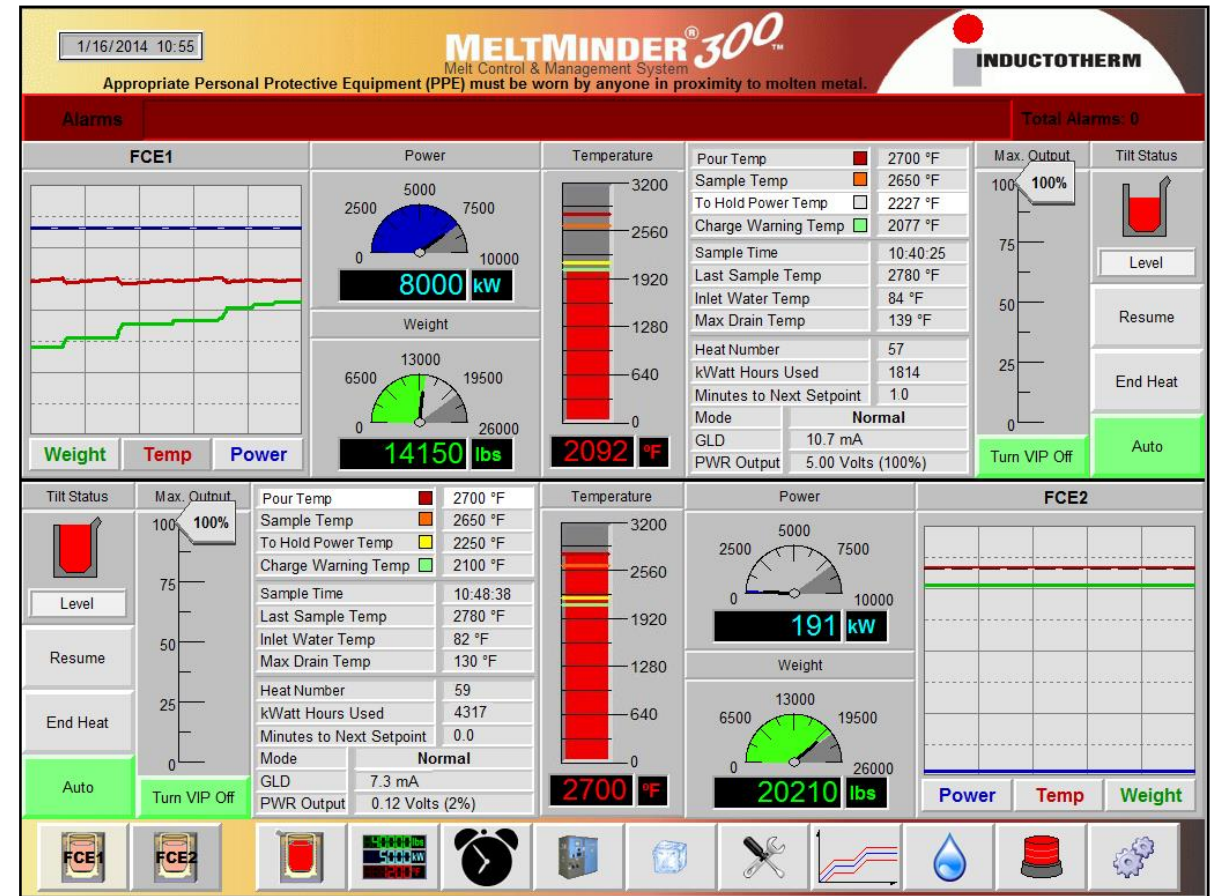 1/16/2014 10:55
MELTMINDER® 300™
Melt Control & Management System
INDUCTOTHERM
Appropriate Personal Protective Equipment (PPE) must be worn by anyone in proximity to molten metal.
Alarms
Total Alarms: 0
FCE1
Weight Temp Power
Power
5000
2500 7500
0 10000
8000 kW
Weight
13000
6500 19500
0 26000
14150 lbs
Temperature
3200
2560
1920
1280
640
0
2092 °F
Pour Temp 2700 °F
Sample Temp 2650 °F
To Hold Power Temp 2227 °F
Charge Warning Temp 2077 °F
Sample Time 10:40:25
Last Sample Temp 2780 °F
Inlet Water Temp 84 °F
Max Drain Temp 139 °F
Heat Number 57
kWatt Hours Used 1814
Minutes to Next Setpoint 1.0
Mode Normal
GLD 10.7 mA
PWR Output 5.00 Volts (100%)
Max. Output
100 100%
75
50
25
0
Turn VIP Off
Tilt Status
Level
Resume
End Heat
Auto
Tilt Status
Level
Resume
End Heat
Auto
Max. Output
100 100%
75
50
25
0
Turn VIP Off
Pour Temp 2700 °F
Sample Temp 2650 °F
To Hold Power Temp 2250 °F
Charge Warning Temp 2100 °F
Sample Time 10:48:38
Last Sample Temp 2780 °F
Inlet Water Temp 82 °F
Max Drain Temp 130 °F
Heat Number 59
kWatt Hours Used 4317
Minutes to Next Setpoint 0.0
Mode Normal
GLD 7.3 mA
PWR Output 0.12 Volts (2%)
Temperature
3200
2560
1920
1280
640
0
2700 °F
Power
5000
2500 7500
0 10000
191 kW
Weight
13000
6500 19500
0 26000
20210 lbs
FCE2
Power Temp Weight
FCE1
FCE2
40000 lbs
5000 kW